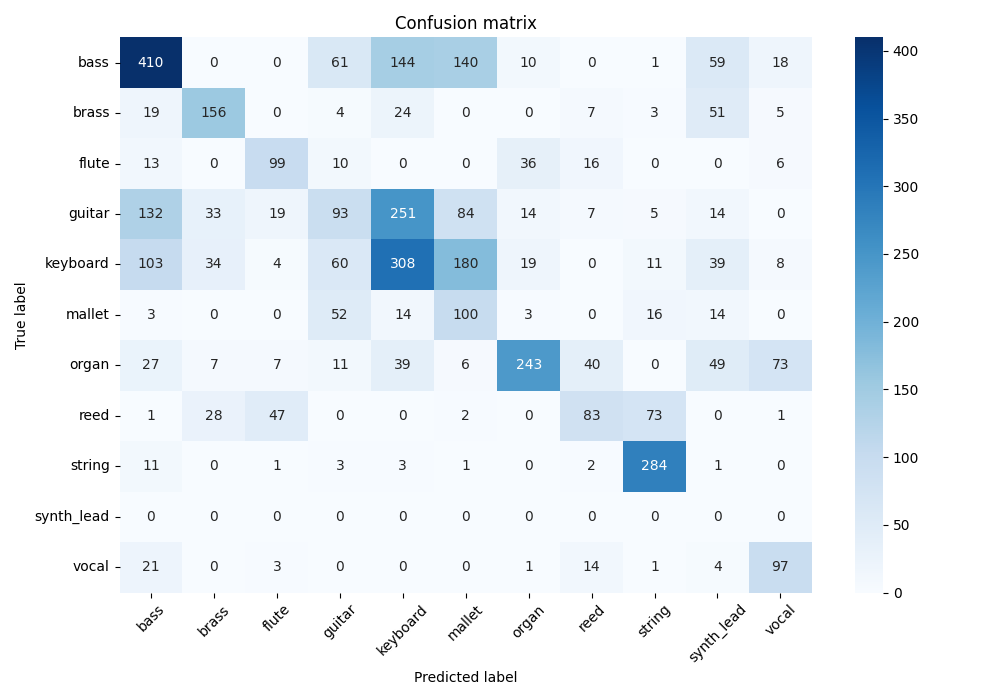 Confusion matrix
True label
bass 410 0 0 61 144 140 10 0 1 59 18
brass 19 156 0 4 24 0 0 7 3 51 5
flute 13 0 99 10 0 0 36 16 0 0 6
guitar 132 33 19 93 251 84 14 7 5 14 0
keyboard 103 34 4 60 308 180 19 0 11 39 8
mallet 3 0 0 52 14 100 3 0 16 14 0
organ 27 7 7 11 39 6 243 40 0 49 73
reed 1 28 47 0 0 2 0 83 73 0 1
string 11 0 1 3 3 1 0 2 284 1 0
synth_lead 0 0 0 0 0 0 0 0 0 0 0
vocal 21 0 3 0 0 0 1 14 1 4 97
bass brass flute guitar keyboard mallet organ reed string synth_lead vocal
Predicted label
400
350
300
250
200
150
100
50
0